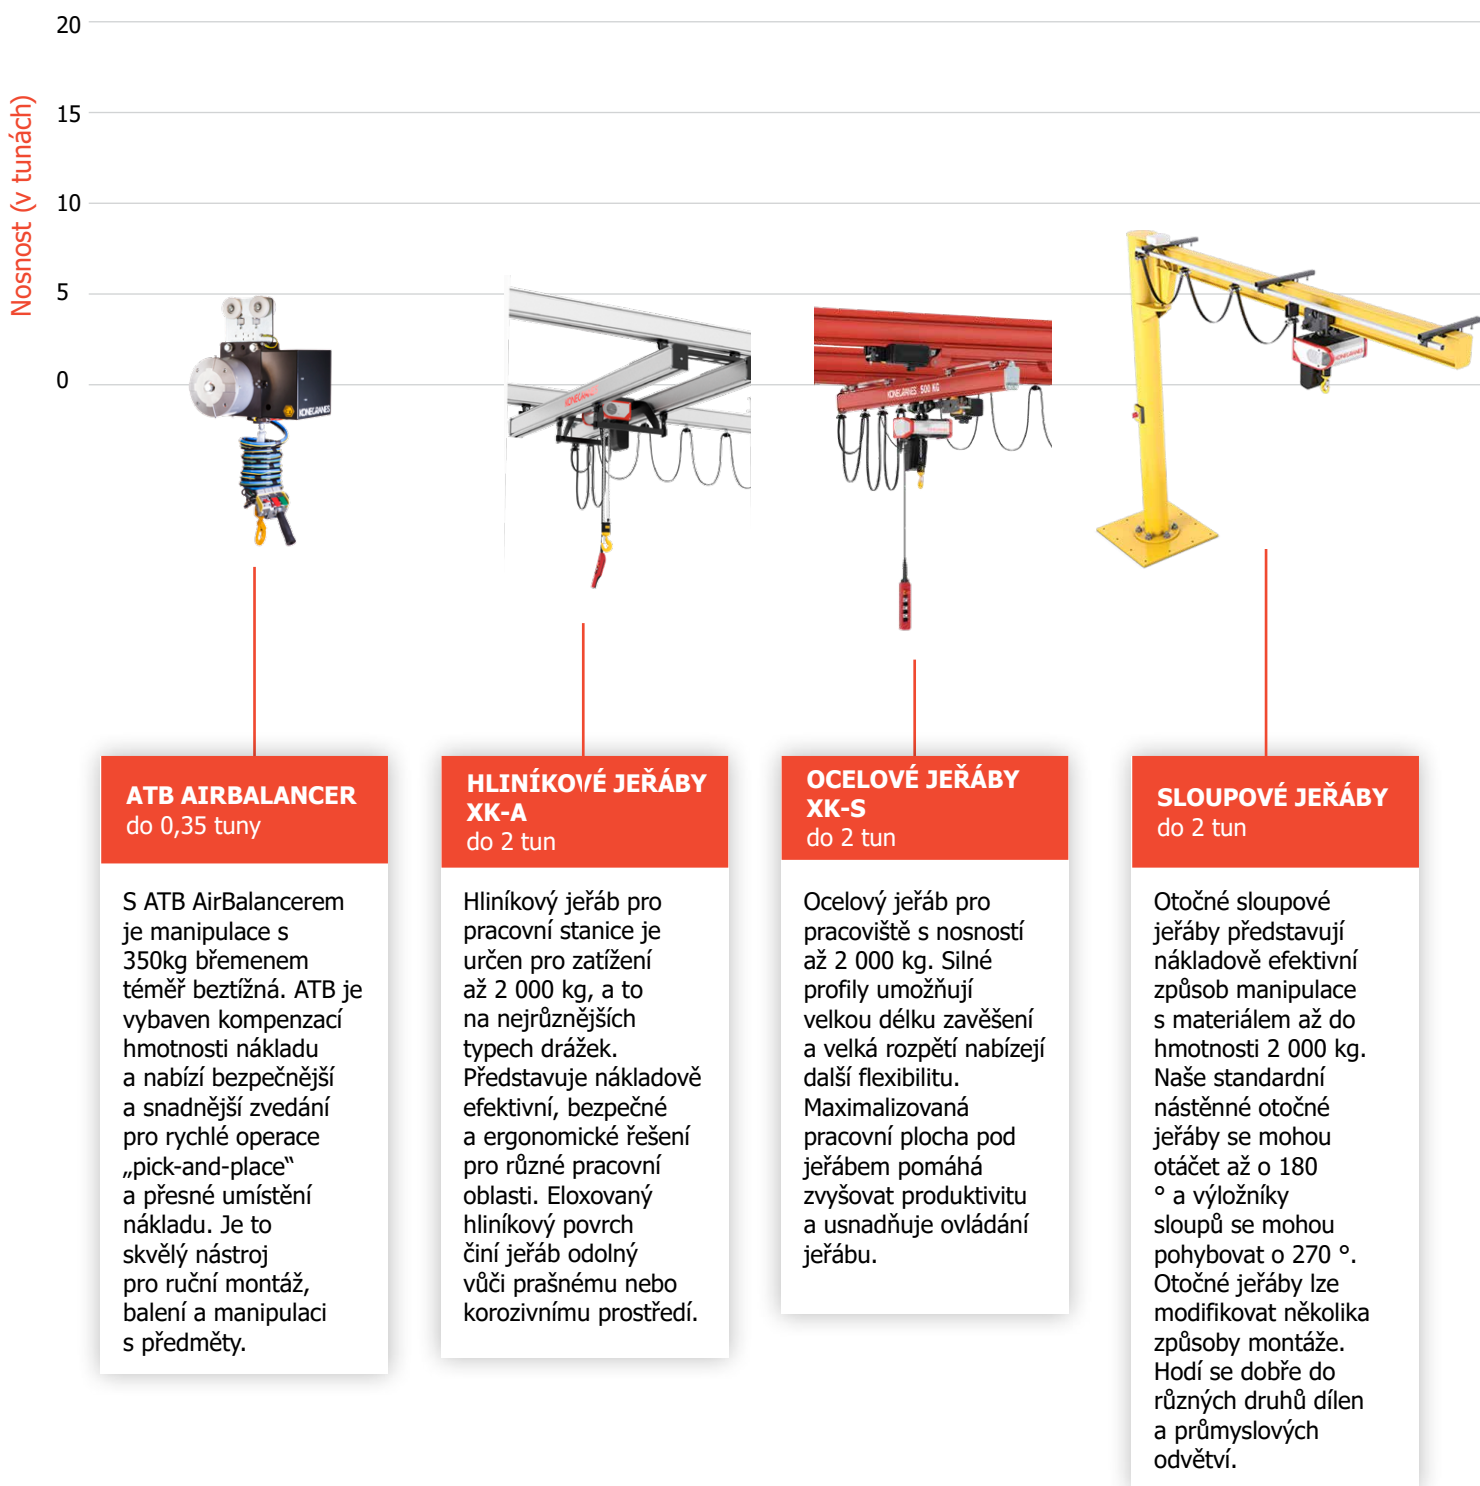 20
15
10
5
0
Nosnost (v tunách)
KONECRANES
KONECRANES 500 KG
ATB AIRBALANCER
do 0,35 tuny
S ATB AirBalancerem
je manipulace s
350kg břemenem
téměř beztížná. ATB je
vybaven kompenzací
hmotnosti nákladu
a nabízí bezpečnější
a snadnější zvedání
pro rychlé operace
„pick-and-place“
a přesné umístění
nákladu. Je to
skvělý nástroj
pro ruční montáž,
balení a manipulaci
s předměty.
HLINÍKOVÉ JEŘÁBY
XK-A
do 2 tun
Hliníkový jeřáb pro
pracovní stanice je
určen pro zatížení
až 2 000 kg, a to
na nejrůznějších
typech drážek.
Představuje nákladově
efektivní, bezpečné
a ergonomické řešení
pro různé pracovní
oblasti. Eloxovaný
hliníkový povrch
činí jeřáb odolný
vůči prašnému nebo
korozivnímu prostředí.
OCELOVÉ JEŘÁBY
XK-S
do 2 tun
Ocelový jeřáb pro
pracoviště s nosností
až 2 000 kg. Silné
profily umožňují
velkou délku zavěšení
a velká rozpětí nabízejí
další flexibilitu.
Maximalizovaná
pracovní plocha pod
jeřábem pomáhá
zvyšovat produktivitu
a usnadňuje ovládání
jeřábu.
SLOUPOVÉ JEŘÁBY
do 2 tun
Otočné sloupové
jeřáby představují
nákladově efektivní
způsob manipulace
s materiálem až do
hmotnosti 2 000 kg.
Naše standardní
nástěnné otočné
jeřáby se mohou
otáčet až o 180
° a výložníky
sloupů se mohou
pohybovat o 270 °.
Otočné jeřáby lze
modifikovat několika
způsoby montáže.
Hodí se dobře do
různých druhů dílen
a průmyslových
odvětví.